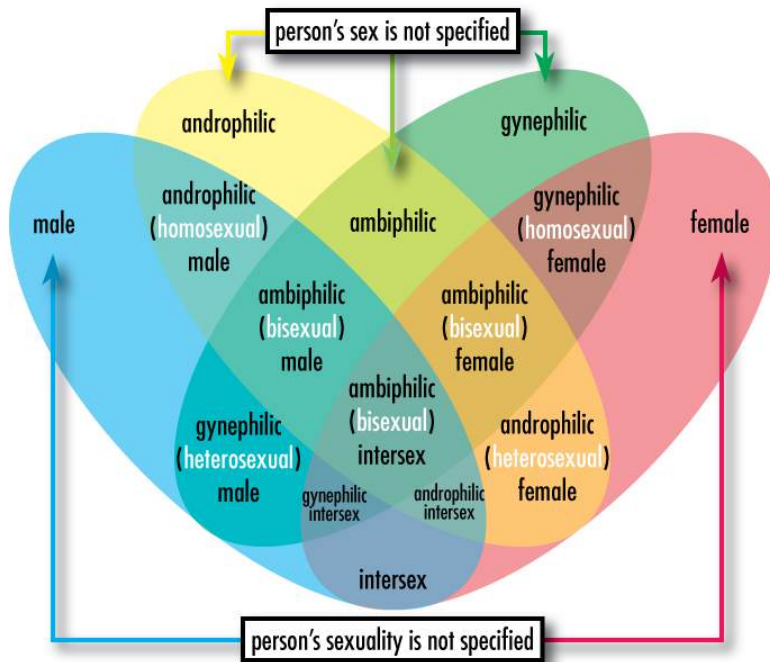 person's sex is not specified
androphilic
gynephilic
androphilic
(homosexual)
male
male
ambiphilic
gynephilic
(homosexual)
female
female
ambiphilic
(bisexual)
male
ambiphilic
(bisexual)
female
ambiphilic
(bisexual)
intersex
gynephilic
(heterosexual)
male
androphilic
(heterosexual)
female
gynephilic
intersex
androphilic
intersex
intersex
person's sexuality is not specified